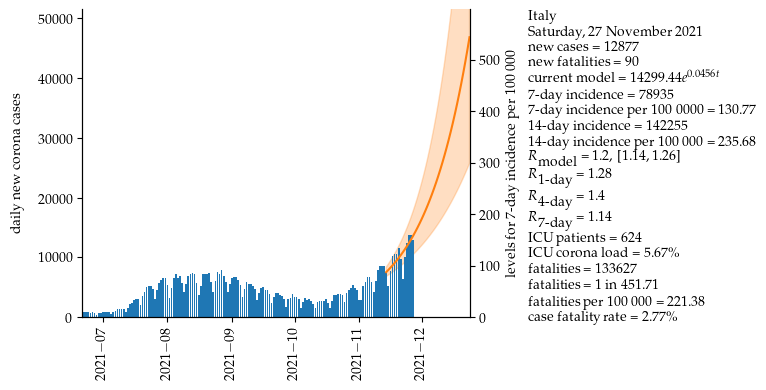 daily new corona cases
50000
40000
30000
20000
10000
0
2021−07
2021−08
2021−09
2021−10
2021−11
2021−12
500
400
300
200
100
0
levels for 7-day incidence per 100 000
Italy
Saturday, 27 November 2021
new cases = 12877
new fatalities = 90
current model = 14299.44e^0.0456t
7-day incidence = 78935
7-day incidence per 100 0000 = 130.77
14-day incidence = 142255
14-day incidence per 100 000 = 235.68
R_model = 1.2, [1.14, 1.26]
R_1-day = 1.28
R_4-day = 1.4
R_7-day = 1.14
ICU patients = 624
ICU corona load = 5.67%
fatalities = 133627
fatalities = 1 in 451.71
fatalities per 100 000 = 221.38
case fatality rate = 2.77%